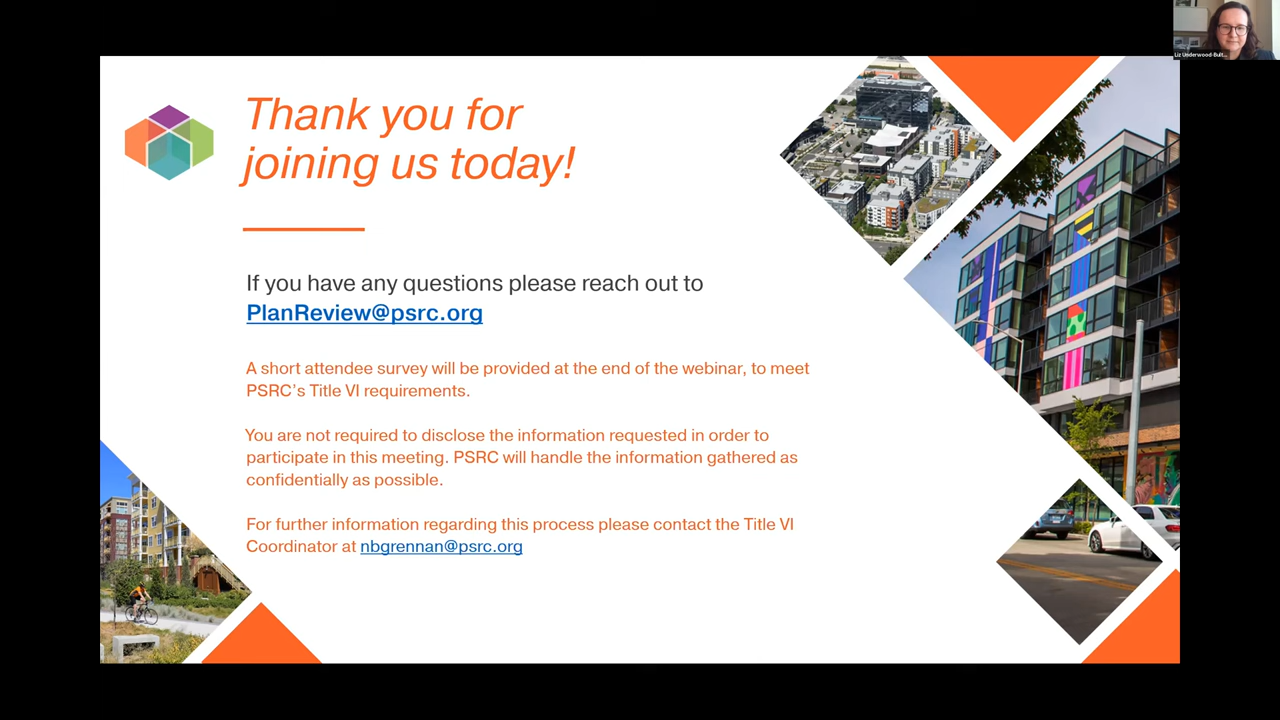 Thank you for
joining us today!
If you have any questions please reach out to
PlanReview@psrc.org
A short attendee survey will be provided at the end of the webinar, to meet
PSRC's Title VI requirements.
You are not required to disclose the information requested in order to
participate in this meeting. PSRC will handle the information gathered as
confidentially as possible.
For further information regarding this process please contact the Title VI
Coordinator at nbgrennan@psrc.org
Liz Underwood-Bult...